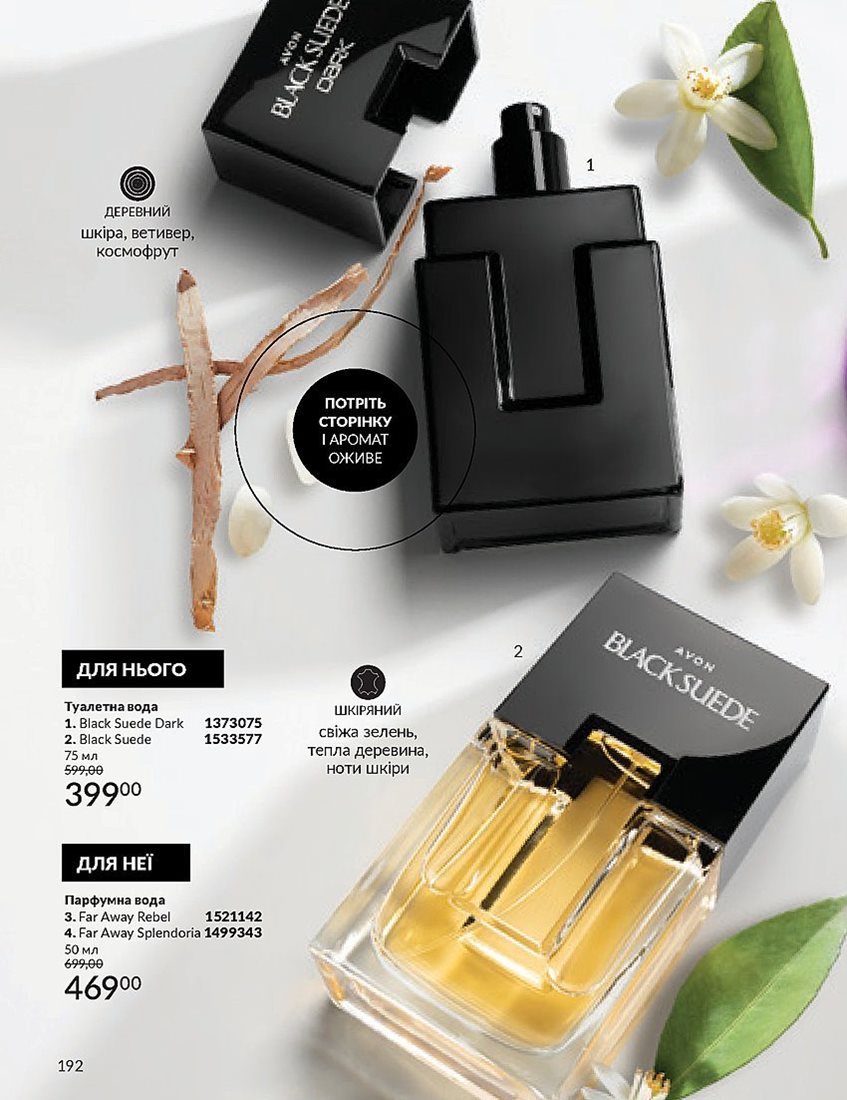 AVON
BLACK SUEDE
DARK
1
ДЕРЕВНИЙ
шкіра, ветивер,
космофрут
ПОТРІТЬ
СТОРІНКУ
І АРОМАТ
ОЖИВЕ
2
AVON
BLACK SUEDE
ДЛЯ НЬОГО
Туалетна вода
1. Black Suede Dark 1373075
2. Black Suede 1533577
75 мл
599,00
39900
ШКІРЯНИЙ
свіжа зелень,
тепла деревина,
ноти шкіри
ДЛЯ НЕЇ
Парфумна вода
3. Far Away Rebel 1521142
4. Far Away Splendoria 1499343
50 мл
699,00
46900
192